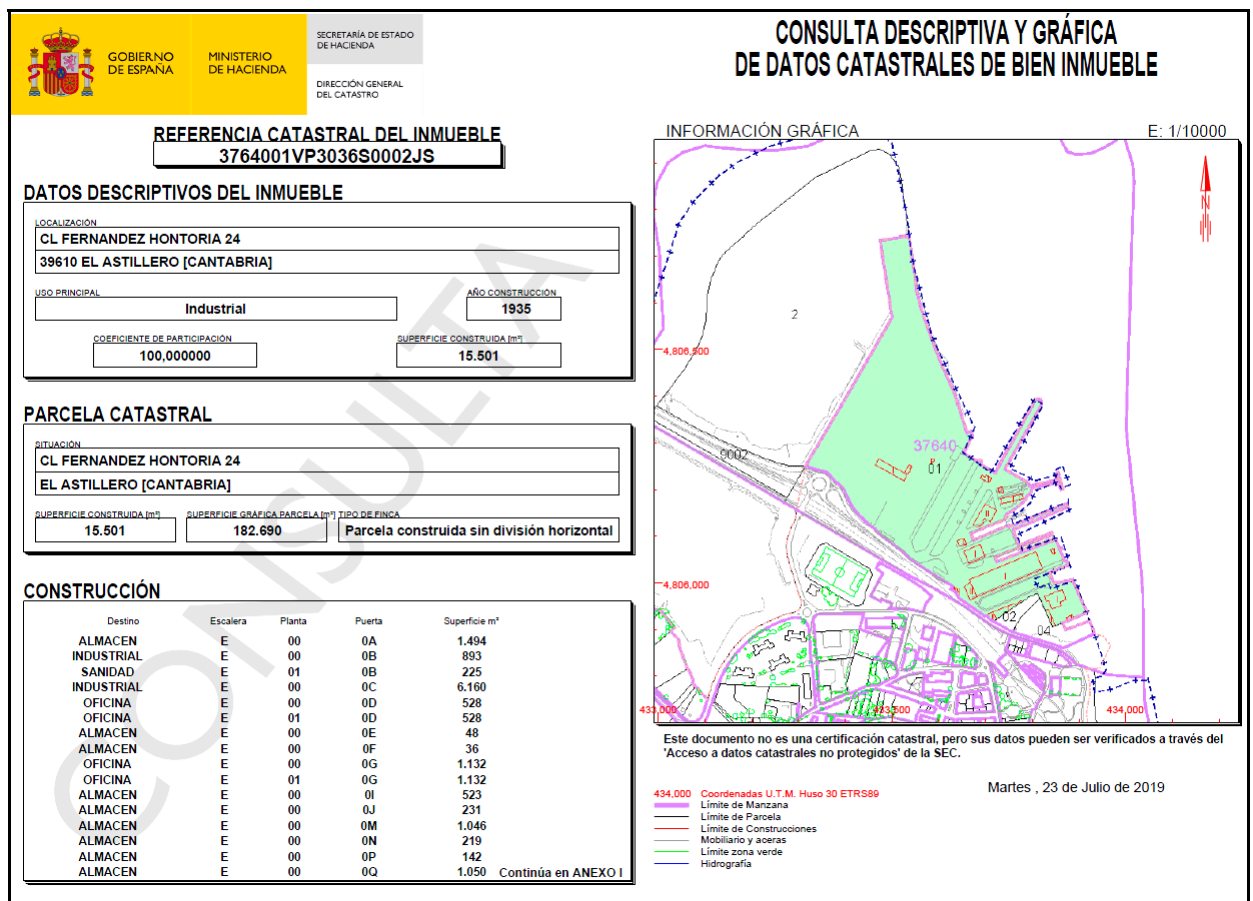 GOBIERNO
DE ESPAÑA
MINISTERIO
DE HACIENDA
SECRETARÍA DE ESTADO
DE HACIENDA
DIRECCIÓN GENERAL
DEL CATASTRO
CONSULTA DESCRIPTIVA Y GRÁFICA
DE DATOS CATASTRALES DE BIEN INMUEBLE
REFERENCIA CATASTRAL DEL INMUEBLE
3764001VP3036S0002JS
DATOS DESCRIPTIVOS DEL INMUEBLE
LOCALIZACIÓN
CL FERNANDEZ HONTORIA 24
39610 EL ASTILLERO [CANTABRIA]
USO PRINCIPAL
Industrial
AÑO CONSTRUCCIÓN
1935
COEFICIENTE DE PARTICIPACIÓN
100,000000
SUPERFICIE CONSTRUIDA [m²]
15.501
PARCELA CATASTRAL
SITUACIÓN
CL FERNANDEZ HONTORIA 24
EL ASTILLERO [CANTABRIA]
SUPERFICIE CONSTRUIDA [m²]
15.501
SUPERFICIE GRÁFICA PARCELA [m²]
182.690
TIPO DE FINCA
Parcela construida sin división horizontal
CONSTRUCCIÓN
Destino Escalera Planta Puerta Superficie m²
ALMACEN E 00 0A 1.494
INDUSTRIAL E 00 0B 893
SANIDAD E 01 0B 225
INDUSTRIAL E 00 0C 6.160
OFICINA E 00 0D 528
OFICINA E 01 0D 528
ALMACEN E 00 0E 48
ALMACEN E 00 0F 36
OFICINA E 00 0G 1.132
OFICINA E 01 0G 1.132
ALMACEN E 00 0I 523
ALMACEN E 00 0J 231
ALMACEN E 00 0M 1.046
ALMACEN E 00 0N 219
ALMACEN E 00 0P 142
ALMACEN E 00 0Q 1.050 Continúa en ANEXO I
CONSULTA
INFORMACIÓN GRÁFICA E: 1/10000
N
2
4,806,500
37640
9002
01
4,806,000
02
04
433,000
433,500
434,000
Este documento no es una certificación catastral, pero sus datos pueden ser verificados a través del
'Acceso a datos catastrales no protegidos' de la SEC.
Martes , 23 de Julio de 2019
434,000 Coordenadas U.T.M. Huso 30 ETRS89
Límite de Manzana
Límite de Parcela
Límite de Construcciones
Mobiliario y aceras
Límite zona verde
Hidrografía